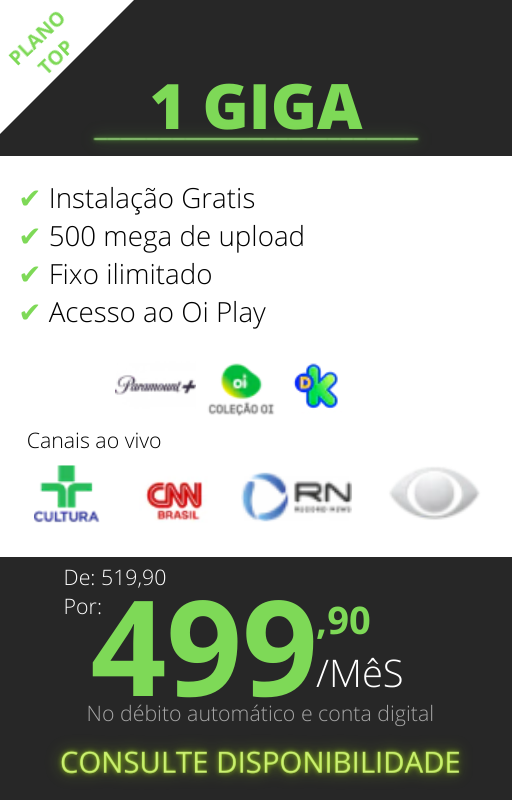 PLANO
TOP
1 GIGA
✔ Instalação Gratis
✔ 500 mega de upload
✔ Fixo ilimitado
✔ Acesso ao Oi Play
Paramount+
oi
COLEÇÃO OI
DK
Canais ao vivo
CULTURA
CNN
BRASIL
RN
RECORD NEWS
De: 519,90
Por:
499,90
/MêS
No débito automático e conta digital
CONSULTE DISPONIBILIDADE